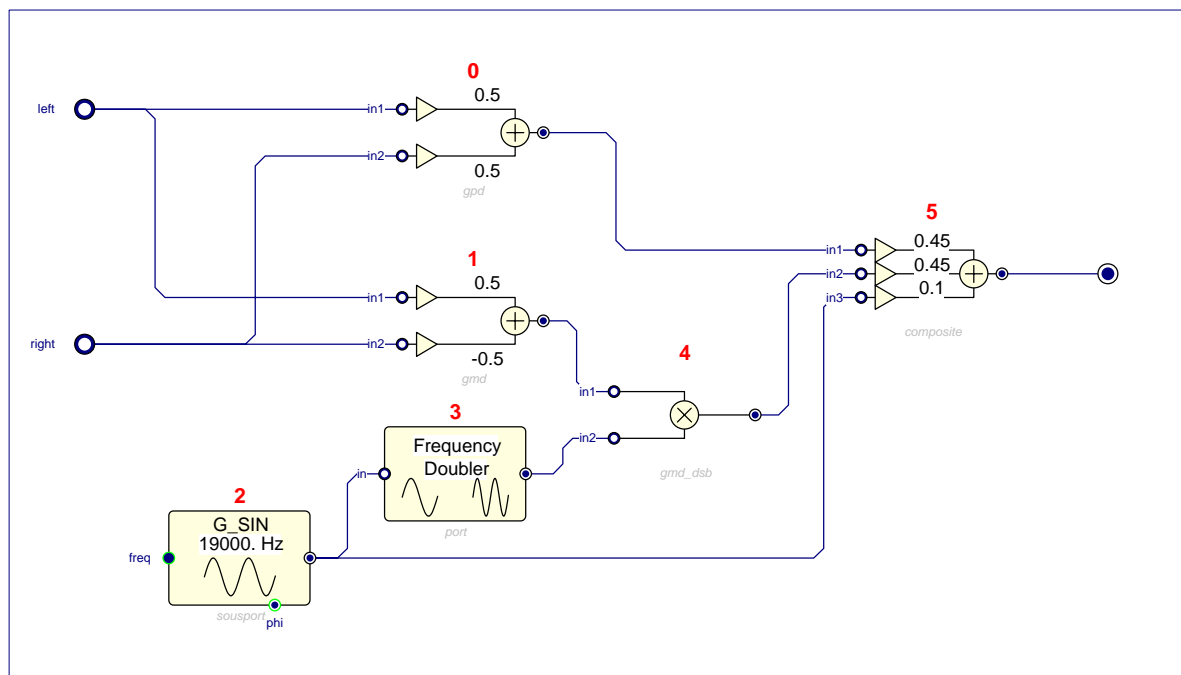 0
left
in1
0.5
in2
0.5
gpd
5
in1
0.45
in2
0.45
in3
0.1
composite
1
in1
0.5
right
in2
-0.5
gmd
4
in1
in2
gmd_dsb
3
Frequency
Doubler
in
port
2
G_SIN
19000. Hz
freq
sousport
phi